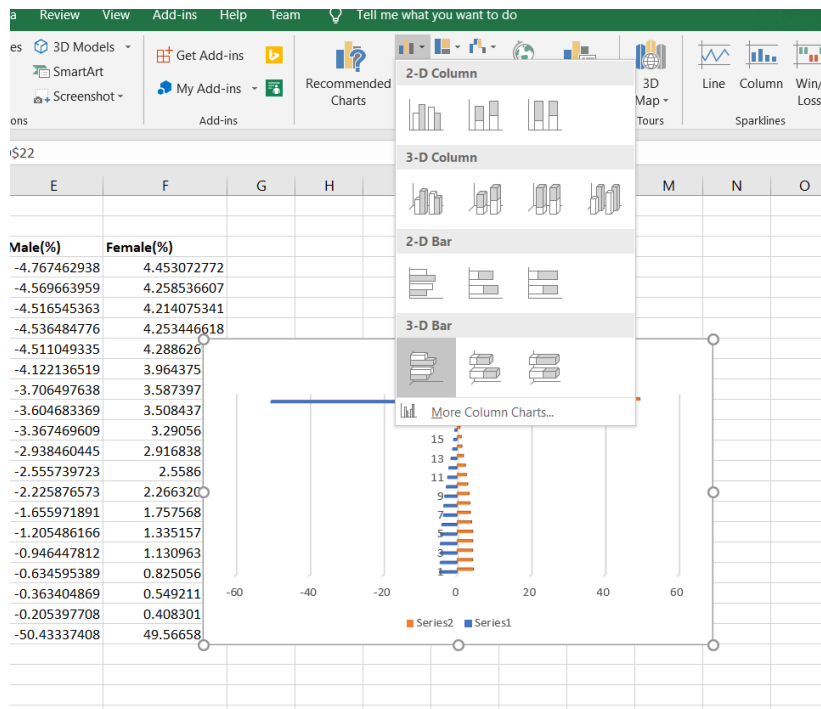 a Review View Add-ins Help Team Tell me what you want to do
es 3D Models
SmartArt
Screenshot
ons
Get Add-ins
My Add-ins
Add-ins
Recommended
Charts
3D
Map
Tours
Line Column Win/
Loss
Sparklines
2-D Column
3-D Column
2-D Bar
3-D Bar
More Column Charts...
$22
E F G H M N O
Male(%) Female(%)
-4.767462938 4.453072772
-4.569663959 4.258536607
-4.516545363 4.214075341
-4.536484776 4.253446618
-4.511049335 4.288626
-4.122136519 3.964375
-3.706497638 3.587397
-3.604683369 3.508437
-3.367469609 3.29056
-2.938460445 2.916838
-2.555739723 2.5586
-2.225876573 2.266320
-1.655971891 1.757568
-1.205486166 1.335157
-0.946447812 1.130963
-0.634595389 0.825056
-0.363404869 0.549211
-0.205397708 0.408301
-50.43337408 49.56658
15
13
11
9
7
5
3
1
-60 -40 -20 0 20 40 60
Series2 Series1